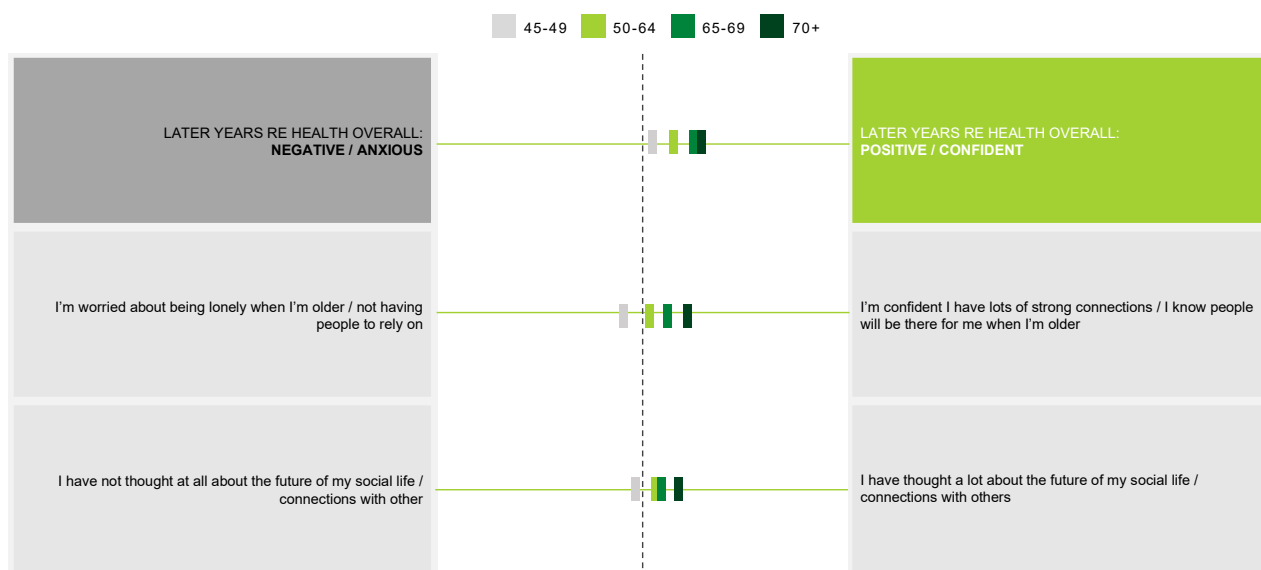 45-49 50-64 65-69 70+
LATER YEARS RE HEALTH OVERALL:
NEGATIVE / ANXIOUS
LATER YEARS RE HEALTH OVERALL:
POSITIVE / CONFIDENT
I'm worried about being lonely when I'm older / not having
people to rely on
I'm confident I have lots of strong connections / I know people
will be there for me when I'm older
I have not thought at all about the future of my social life /
connections with other
I have thought a lot about the future of my social life /
connections with others